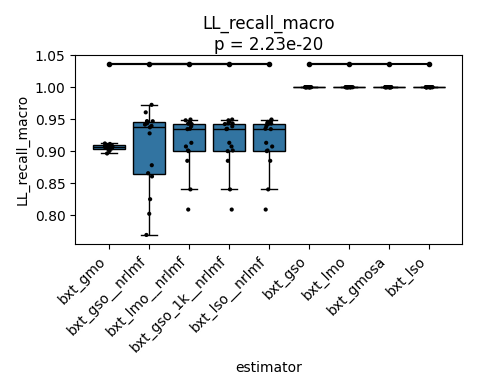 LL_recall_macro
p = 2.23e-20
LL_recall_macro
1.05
1.00
0.95
0.90
0.85
0.80
bxt_gmo
bxt_gso__nrlmf
bxt_lmo__nrlmf
bxt_gso_1k__nrlmf
bxt_lso__nrlmf
bxt_gso
bxt_lmo
bxt_gmosa
bxt_lso
estimator